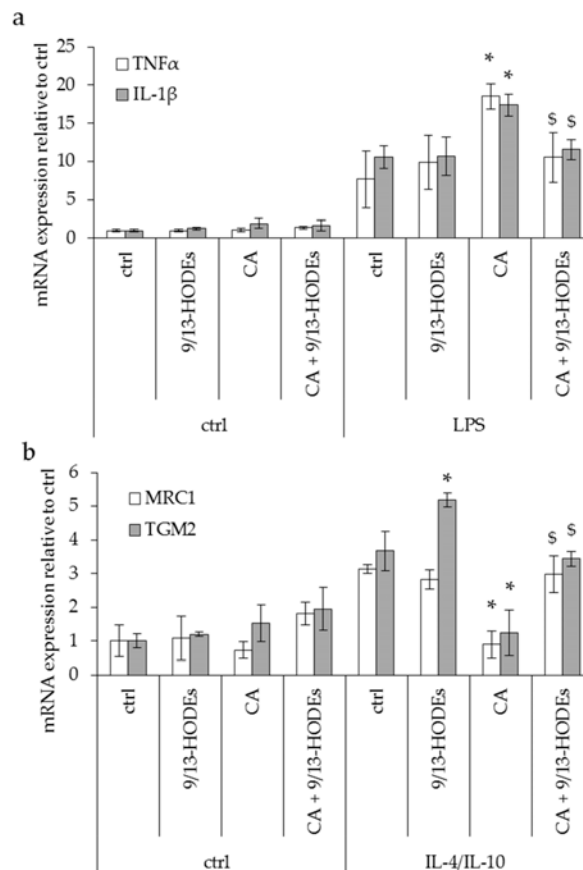 a
mRNA expression relative to ctrl
25
20
15
10
5
0
TNFα
IL-1β
* *
$ $
ctrl
9/13-HODEs
CA
CA + 9/13-HODEs
ctrl
9/13-HODEs
CA
CA + 9/13-HODEs
ctrl
LPS
b
mRNA expression relative to ctrl
6
5
4
3
2
1
0
MRC1
TGM2
*
* *
$ $
ctrl
9/13-HODEs
CA
CA + 9/13-HODEs
ctrl
9/13-HODEs
CA
CA + 9/13-HODEs
ctrl
IL-4/IL-10